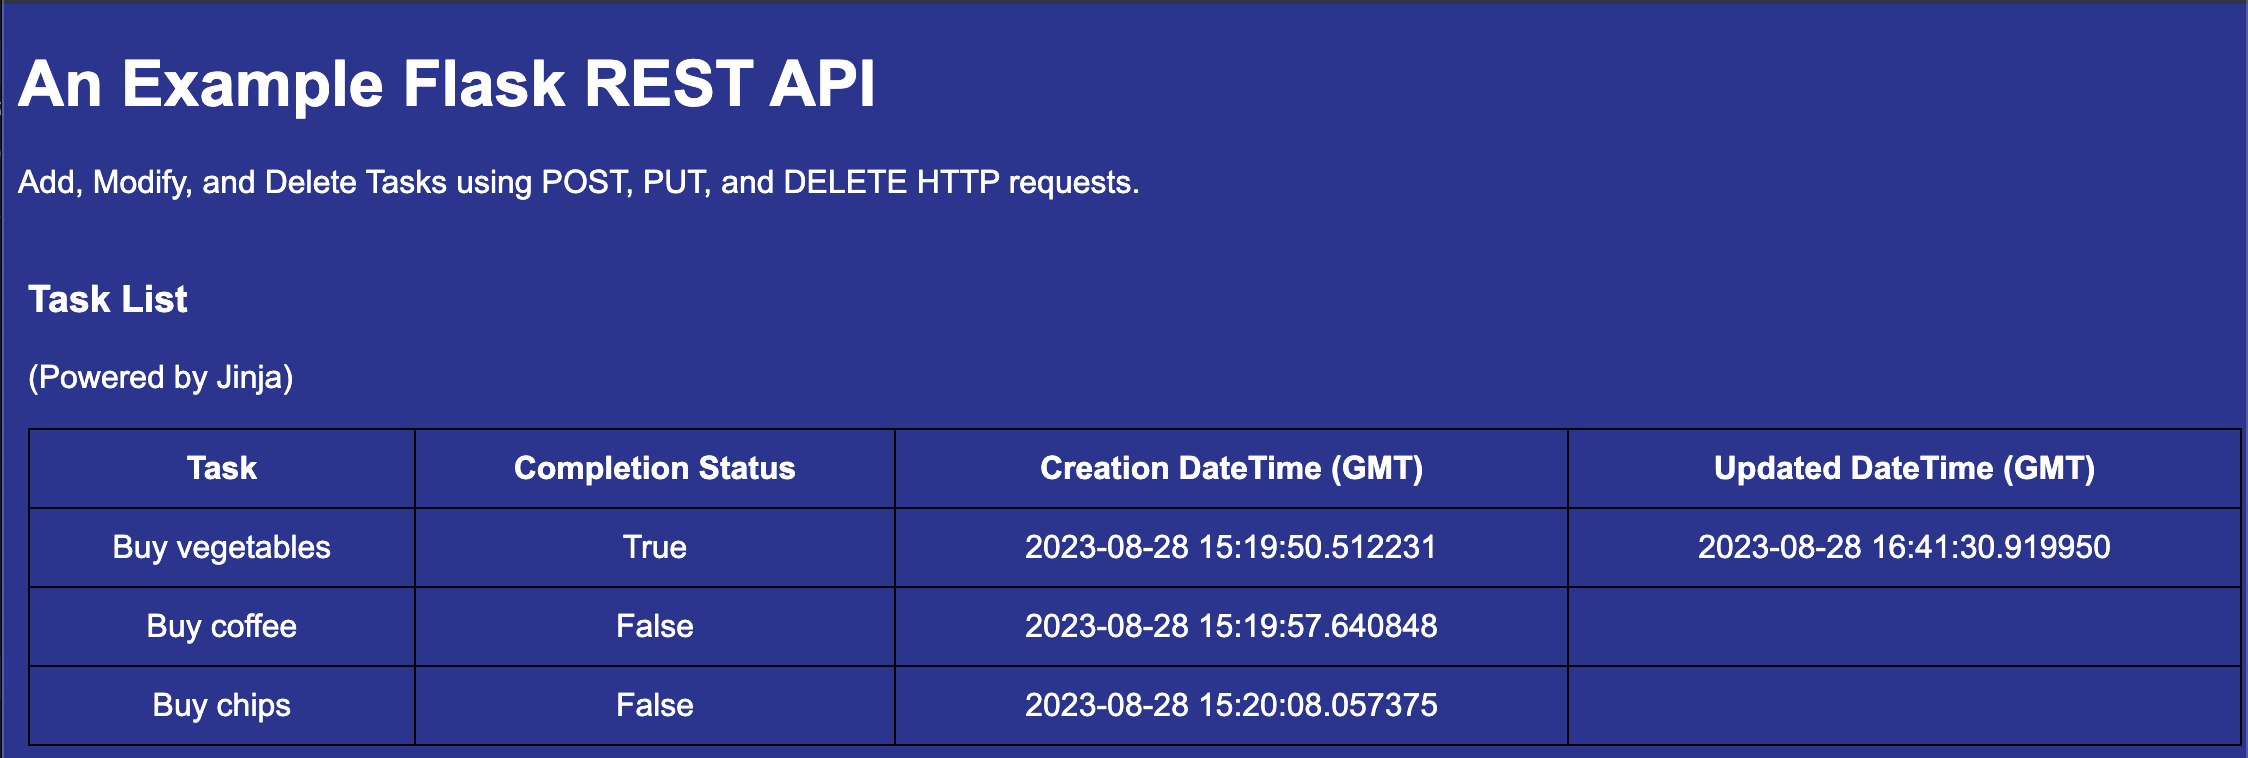 An Example Flask REST API
Add, Modify, and Delete Tasks using POST, PUT, and DELETE HTTP requests.
Task List
(Powered by Jinja)
Task Completion Status Creation DateTime (GMT) Updated DateTime (GMT)
Buy vegetables True 2023-08-28 15:19:50.512231 2023-08-28 16:41:30.919950
Buy coffee False 2023-08-28 15:19:57.640848
Buy chips False 2023-08-28 15:20:08.057375